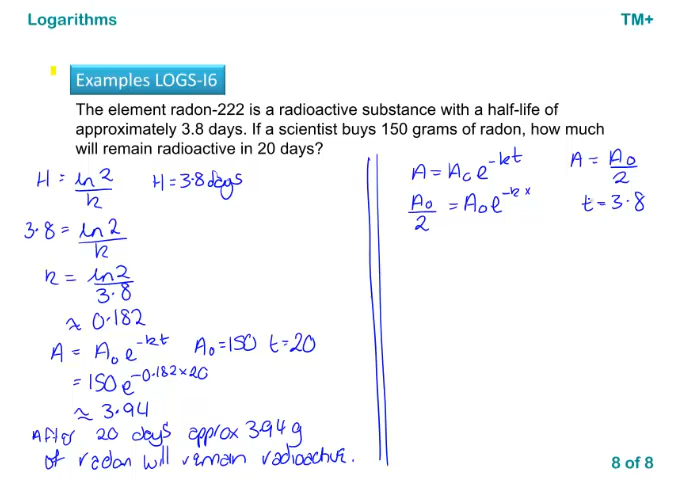 Logarithms
TM+
Examples LOGS-I6
The element radon-222 is a radioactive substance with a half-life of
approximately 3.8 days. If a scientist buys 150 grams of radon, how much
will remain radioactive in 20 days?
H = ln2/k H = 3.8 days
3.8 = ln2/k
k = ln2/3.8
≈ 0.182
A = A₀e^-kt A₀=150 t=20
= 150e^-0.182×20
≈ 3.94
After 20 days approx 3.94 g
of radon will remain radioactive.
A = A₀e^-kt A = A₀/2
A₀/2 = A₀e^-k× t = 3.8
8 of 8